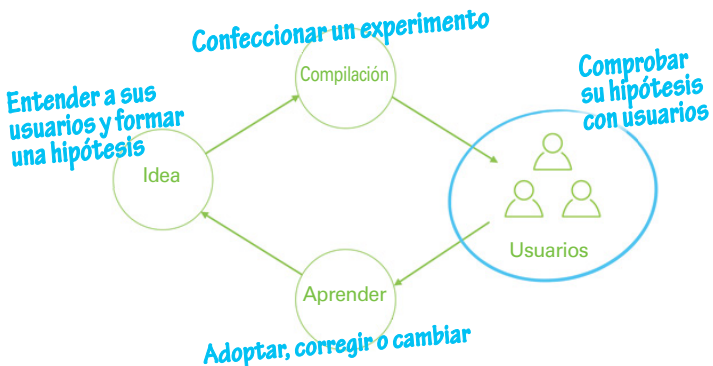 Confeccionar un experimento
Compilación
Entender a sus
usuarios y formar
una hipótesis
Idea
Comprobar
su hipótesis
con usuarios
Usuarios
Aprender
Adoptar, corregir o cambiar